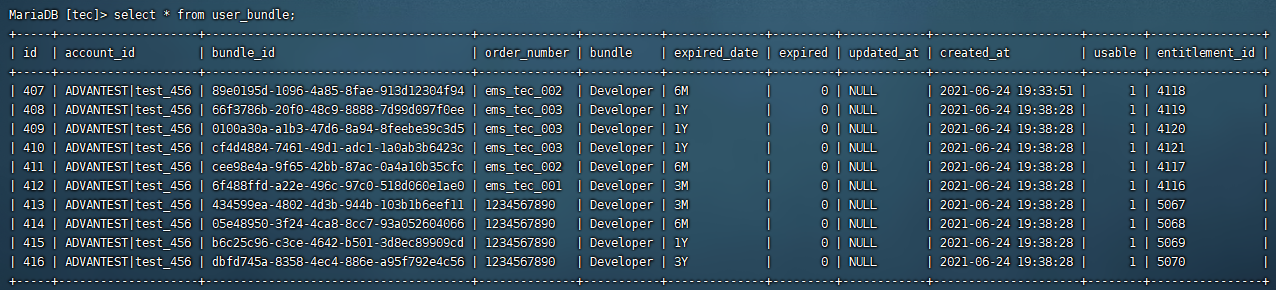 MariaDB [tec]> select * from user_bundle;
+-----+--------------------+--------------------------------------+--------------+-----------+--------------+---------+------------+---------------------+--------+----------------+
| id | account_id | bundle_id | order_number | bundle | expired_date | expired | updated_at | created_at | usable | entitlement_id |
+-----+--------------------+--------------------------------------+--------------+-----------+--------------+---------+------------+---------------------+--------+----------------+
| 407 | ADVANTEST|test_456 | 89e0195d-1096-4a85-8fae-913d12304f94 | ems_tec_002 | Developer | 6M | 0 | NULL | 2021-06-24 19:33:51 | 1 | 4118 |
| 408 | ADVANTEST|test_456 | 66f3786b-20f0-48c9-8888-7d99d097f0ee | ems_tec_003 | Developer | 1Y | 0 | NULL | 2021-06-24 19:38:28 | 1 | 4119 |
| 409 | ADVANTEST|test_456 | 0100a30a-a1b3-47d6-8a94-8feebe39c3d5 | ems_tec_003 | Developer | 1Y | 0 | NULL | 2021-06-24 19:38:28 | 1 | 4120 |
| 410 | ADVANTEST|test_456 | cf4d4884-7461-49d1-adc1-1a0ab3b6423c | ems_tec_003 | Developer | 1Y | 0 | NULL | 2021-06-24 19:38:28 | 1 | 4121 |
| 411 | ADVANTEST|test_456 | cee98e4a-9f65-42bb-87ac-0a4a10b35cfc | ems_tec_002 | Developer | 6M | 0 | NULL | 2021-06-24 19:38:28 | 1 | 4117 |
| 412 | ADVANTEST|test_456 | 6f488ffd-a22e-496c-97c0-518d060e1ae0 | ems_tec_001 | Developer | 3M | 0 | NULL | 2021-06-24 19:38:28 | 1 | 4116 |
| 413 | ADVANTEST|test_456 | 434599ea-4802-4d3b-944b-103b1b6eef11 | 1234567890 | Developer | 3M | 0 | NULL | 2021-06-24 19:38:28 | 1 | 5067 |
| 414 | ADVANTEST|test_456 | 05e48950-3f24-4ca8-8cc7-93a052604066 | 1234567890 | Developer | 6M | 0 | NULL | 2021-06-24 19:38:28 | 1 | 5068 |
| 415 | ADVANTEST|test_456 | b6c25c96-c3ce-4642-b501-3d8ec89909cd | 1234567890 | Developer | 1Y | 0 | NULL | 2021-06-24 19:38:28 | 1 | 5069 |
| 416 | ADVANTEST|test_456 | dbfd745a-8358-4ec4-886e-a95f792e4c56 | 1234567890 | Developer | 3Y | 0 | NULL | 2021-06-24 19:38:28 | 1 | 5070 |
+-----+--------------------+--------------------------------------+--------------+-----------+--------------+---------+------------+---------------------+--------+----------------+